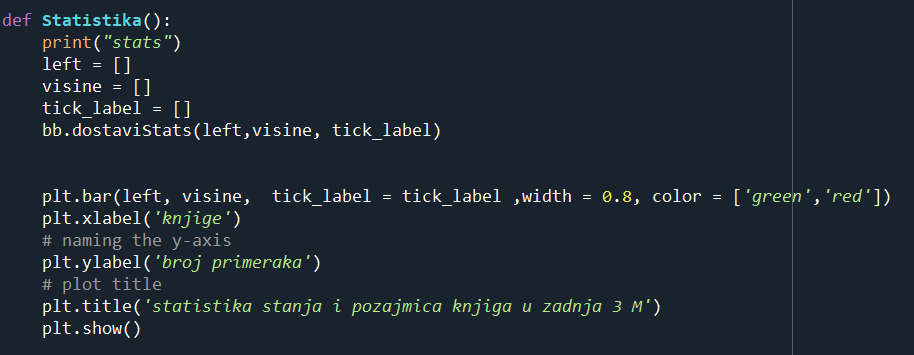 def Statistika():
    print("stats")
    left = []
    visine = []
    tick_label = []
    bb.dostaviStats(left,visine, tick_label)
    plt.bar(left, visine,  tick_label = tick_label ,width = 0.8, color = ['green','red'])
    plt.xlabel('knjige')
    # naming the y-axis
    plt.ylabel('broj primeraka')
    # plot title
    plt.title('statistika stanja i pozajmica knjiga u zadnja 3 M')
    plt.show()